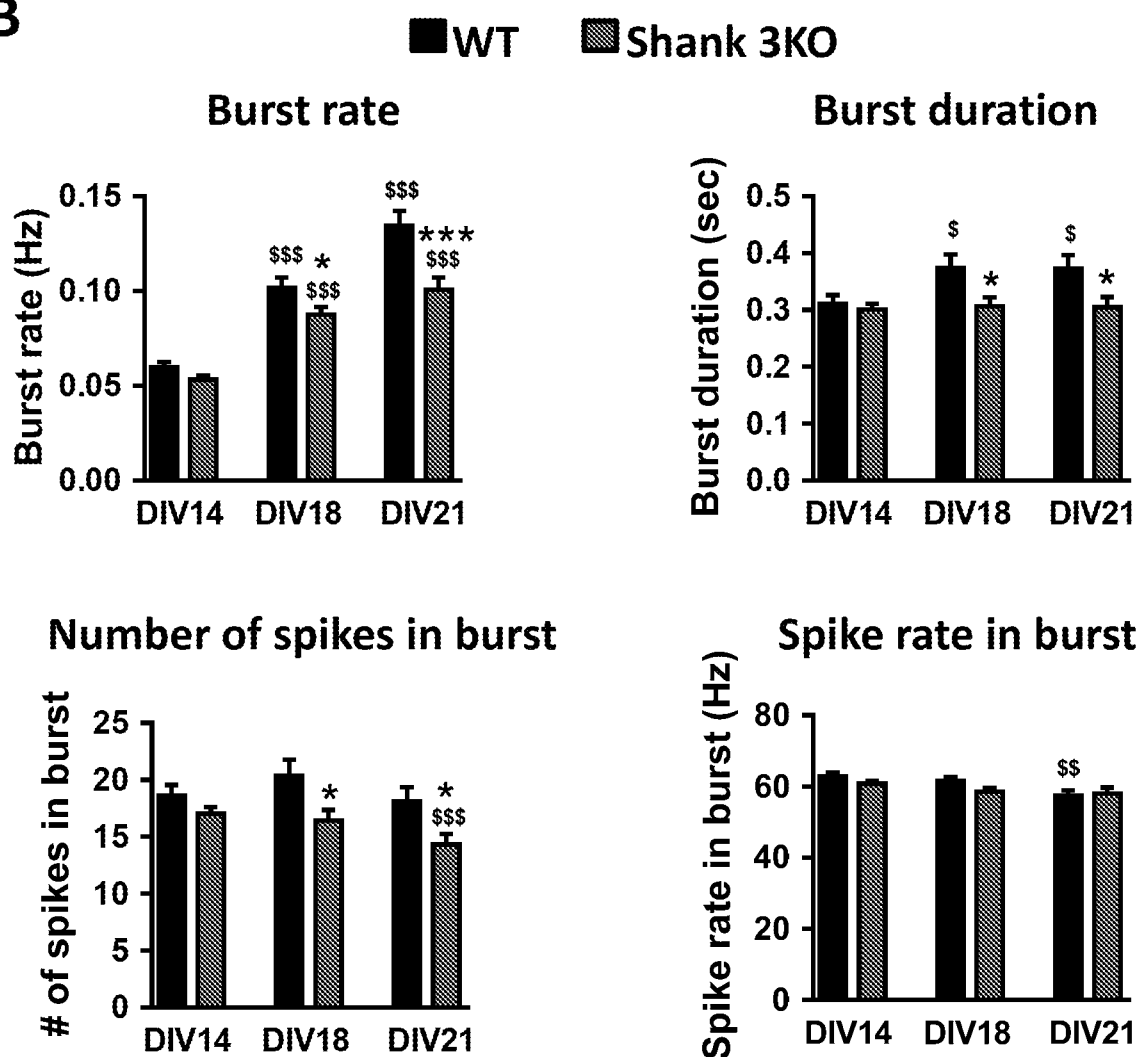 B
WT Shank 3KO
Burst rate
Burst rate (Hz)
0.15
0.10
0.05
0.00
$$$
$$$
*
$$$
***
$$$
DIV14 DIV18 DIV21
Burst duration
Burst duration (sec)
0.5
0.4
0.3
0.2
0.1
0.0
$
*
$
*
DIV14 DIV18 DIV21
Number of spikes in burst
# of spikes in burst
25
20
15
10
5
0
*
*
$$$
DIV14 DIV18 DIV21
Spike rate in burst
Spike rate in burst (Hz)
80
60
40
20
0
$$
DIV14 DIV18 DIV21